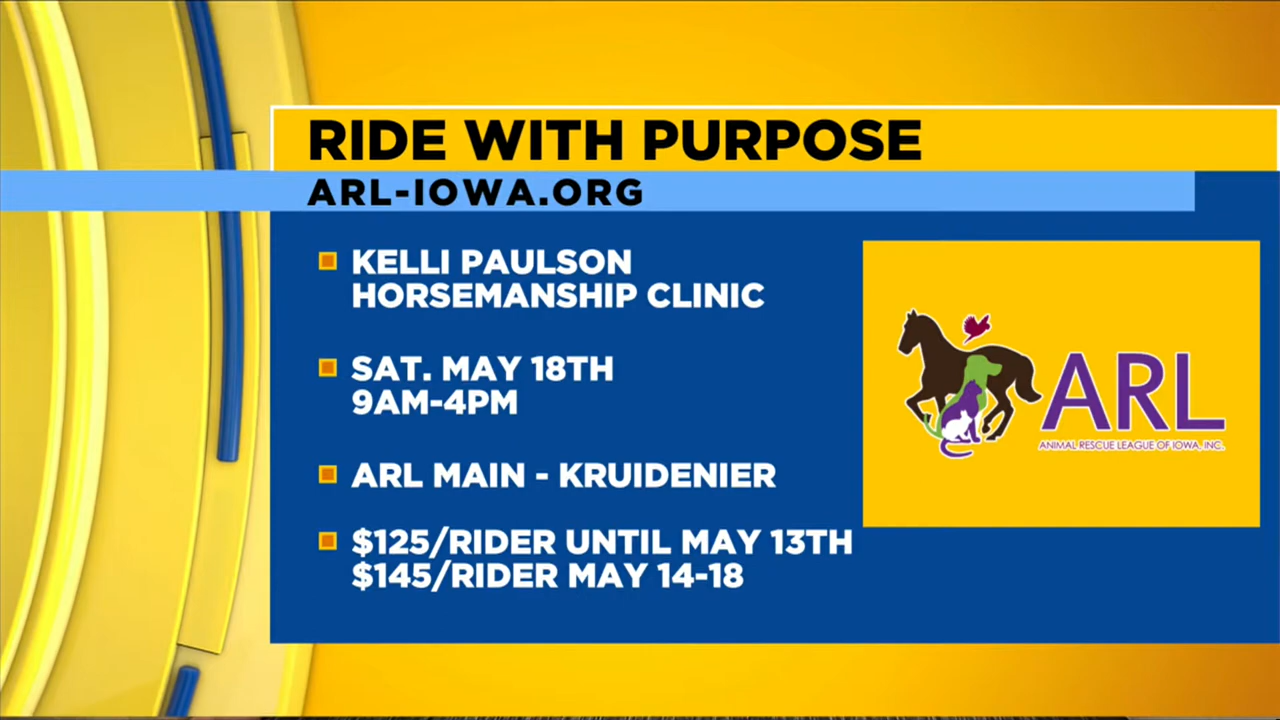 RIDE WITH PURPOSE
ARL-IOWA.ORG
KELLI PAULSON
HORSEMANSHIP CLINIC
SAT. MAY 18TH
9AM-4PM
ARL MAIN - KRUIDENIER
$125/RIDER UNTIL MAY 13TH
$145/RIDER MAY 14-18
ARL
ANIMAL RESCUE LEAGUE OF IOWA, INC.